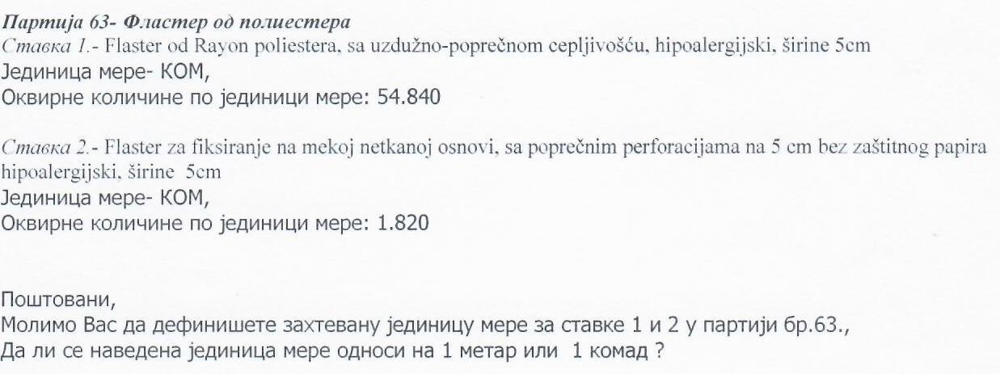 Партија 63- Фластер од полиестера
Ставка 1.- Flaster od Rayon poliestera, sa uzdužno-poprečnom cepljivošću, hipoalergijski, širine 5cm
Јединица мере- КОМ,
Оквирне количине по јединици мере: 54.840
Ставка 2.- Flaster za fiksiranje na mekoj netkanoj osnovi, sa poprečnim perforacijama na 5 cm bez zaštitnog papira
hipoalergijski, širine 5cm
Јединица мере- КОМ,
Оквирне количине по јединици мере: 1.820
Поштовани,
Молимо Вас да дефинишете захтевану јединицу мере за ставке 1 и 2 у партији бр.63.,
Да ли се наведена јединица мере односи на 1 метар или 1 комад ?